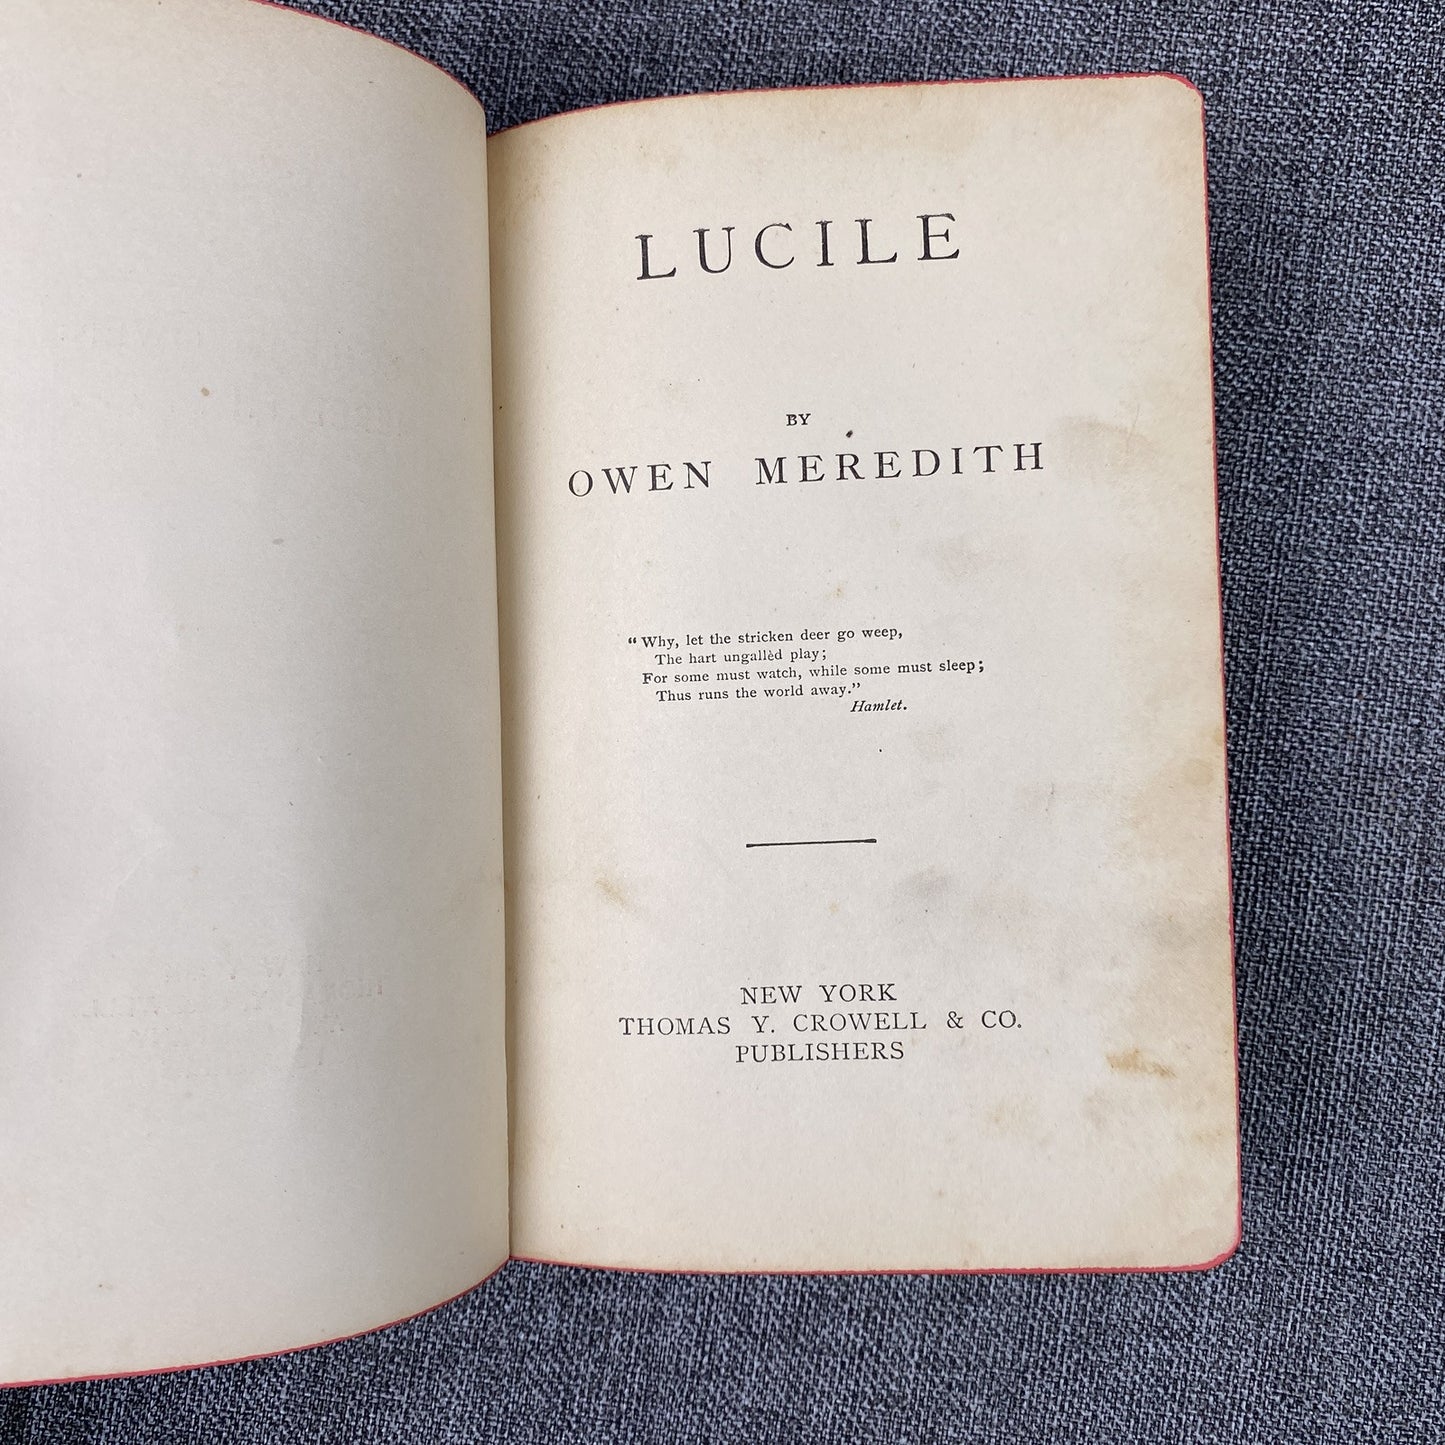 LUCILE
BY
OWEN MEREDITH
“Why, let the stricken deer go weep,
The hart ungallèd play;
For some must watch, while some must sleep;
Thus runs the world away.”
Hamlet.
NEW YORK
THOMAS Y. CROWELL & CO.
PUBLISHERS